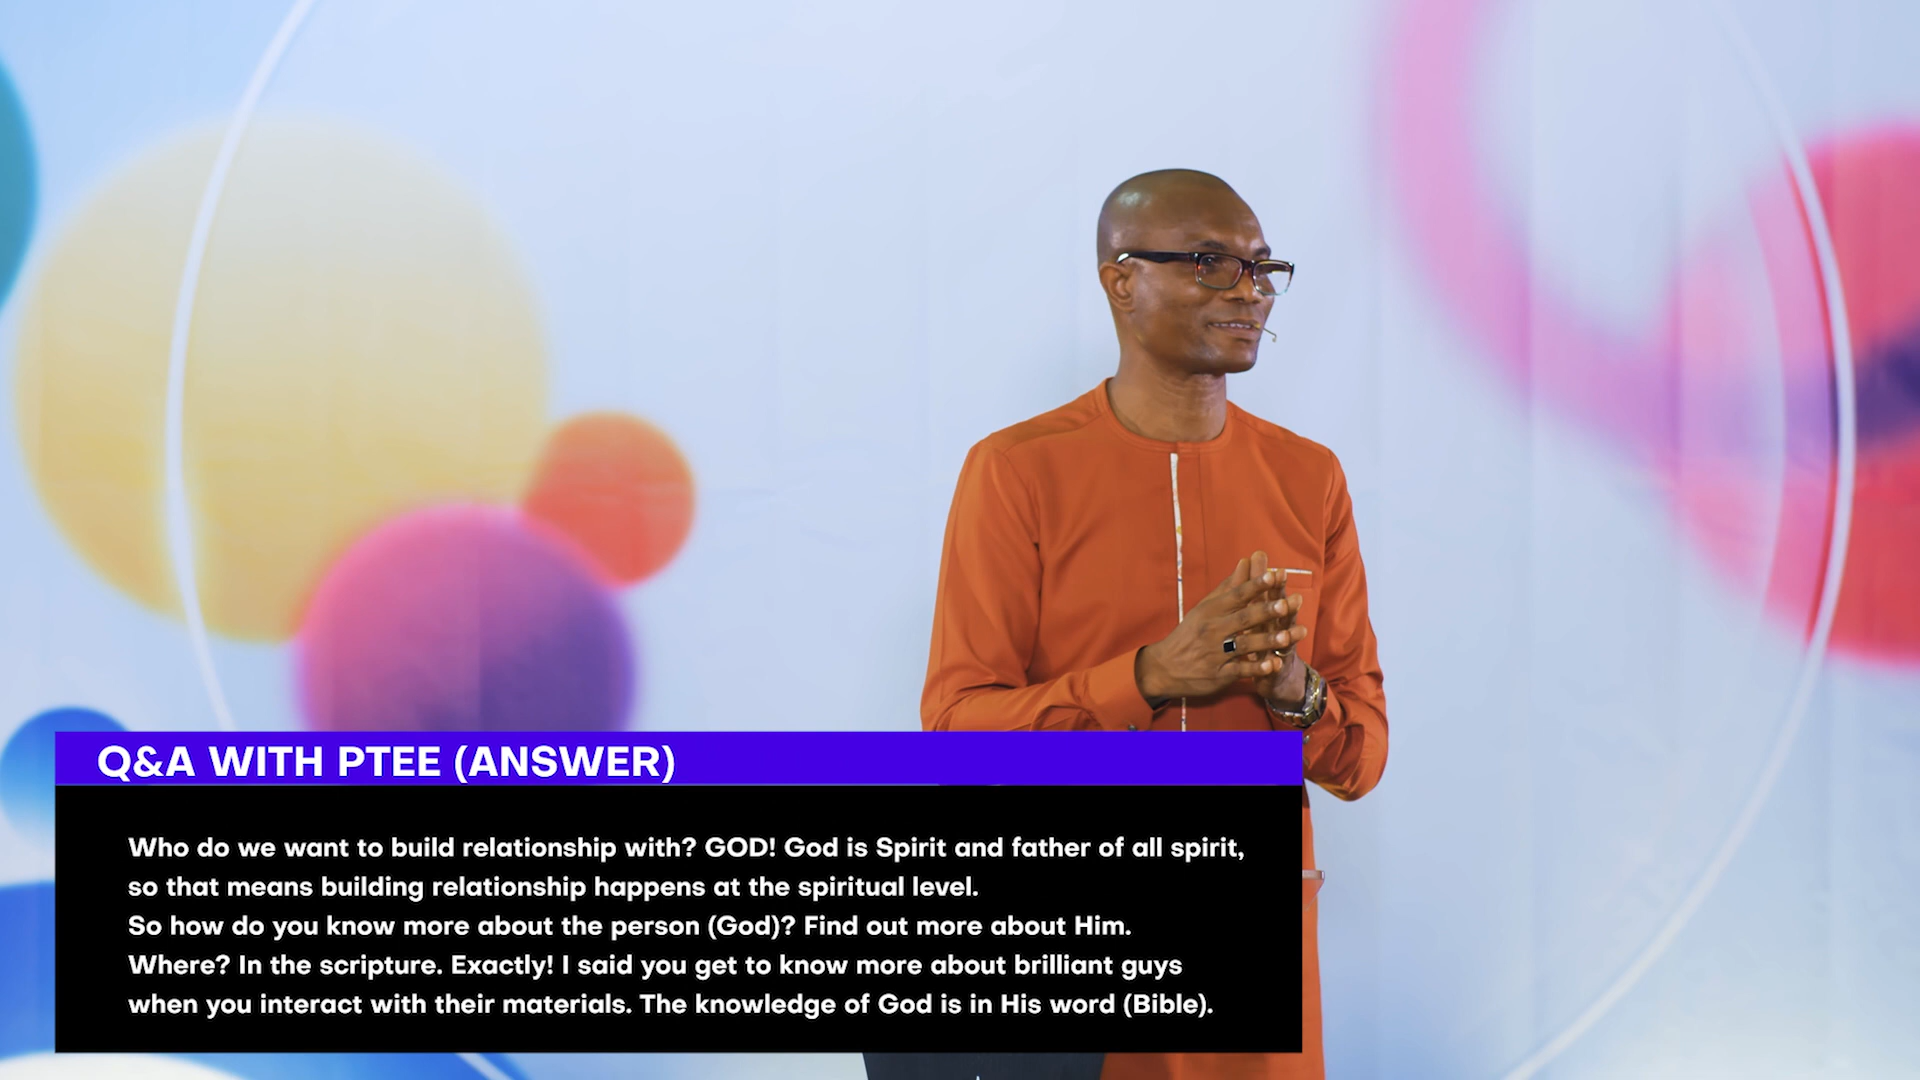 Q&A WITH PTEE (ANSWER)
Who do we want to build relationship with? GOD! God is Spirit and father of all spirit,
so that means building relationship happens at the spiritual level.
So how do you know more about the person (God)? Find out more about Him.
Where? In the scripture. Exactly! I said you get to know more about brilliant guys
when you interact with their materials. The knowledge of God is in His word (Bible).